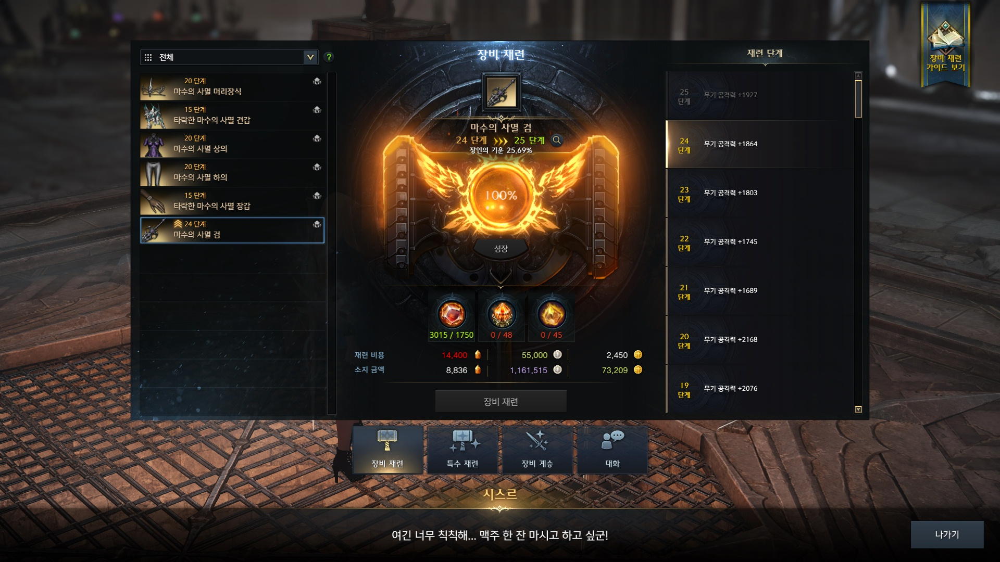 전체
?
20 단계
마수의 사멸 머리장식
15 단계
타락한 마수의 사멸 견갑
20 단계
마수의 사멸 상의
20 단계
마수의 사멸 하의
15 단계
타락한 마수의 사멸 장갑
24 단계
마수의 사멸 검
장비 재련
마수의 사멸 검
24 단계 25 단계
장인의 기운 25.69%
100%
성장
3015 / 1750 0 / 48 0 / 45
재련 비용 14,400 55,000 2,450
소지 금액 8,836 1,161,515 73,209
장비 재련
재련 단계
25 단계 무기 공격력 +1927
24 단계 무기 공격력 +1864
23 단계 무기 공격력 +1803
22 단계 무기 공격력 +1745
21 단계 무기 공격력 +1689
20 단계 무기 공격력 +2168
19 단계 무기 공격력 +2076
장비 재련
가이드 보기
장비 재련 특수 재련 장비 계승 대화
시스르
여긴 너무 칙칙해... 맥주 한 잔 마시고 하고 싶군!
나가기